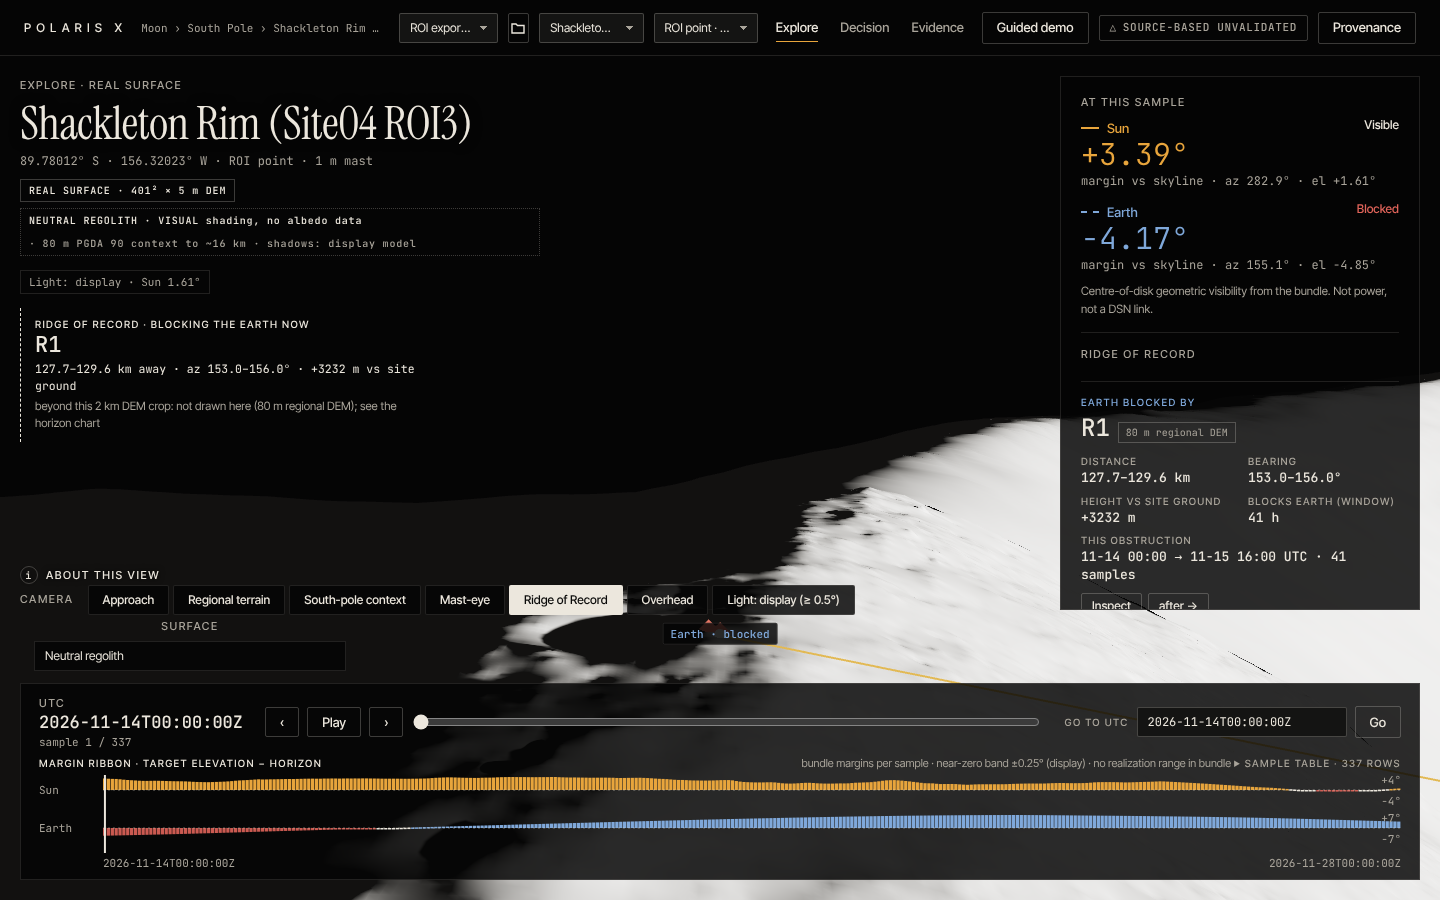 POLARIS X
Moon › South Pole › Shackleton Rim …
ROI expor…
Shackleto…
ROI point · …
Explore
Decision
Evidence
Guided demo
△ SOURCE-BASED UNVALIDATED
Provenance
EXPLORE · REAL SURFACE
Shackleton Rim (Site04 ROI3)
89.78012° S · 156.32023° W · ROI point · 1 m mast
REAL SURFACE · 401² × 5 m DEM
NEUTRAL REGOLITH · VISUAL shading, no albedo data
· 80 m PGDA 90 context to ~16 km · shadows: display model
Light: display · Sun 1.61°
RIDGE OF RECORD · BLOCKING THE EARTH NOW
R1
127.7–129.6 km away · az 153.0–156.0° · +3232 m vs site
ground
beyond this 2 km DEM crop: not drawn here (80 m regional DEM); see the
horizon chart
AT THIS SAMPLE
Sun
Visible
+3.39°
margin vs skyline · az 282.9° · el +1.61°
Earth
Blocked
-4.17°
margin vs skyline · az 155.1° · el -4.85°
Centre-of-disk geometric visibility from the bundle. Not power,
not a DSN link.
RIDGE OF RECORD
EARTH BLOCKED BY
R1
80 m regional DEM
DISTANCE
BEARING
127.7–129.6 km
153.0–156.0°
HEIGHT VS SITE GROUND
BLOCKS EARTH (WINDOW)
+3232 m
41 h
THIS OBSTRUCTION
11-14 00:00 → 11-15 16:00 UTC · 41
samples
Inspect
after →
i ABOUT THIS VIEW
CAMERA
Approach
Regional terrain
South-pole context
Mast-eye
Ridge of Record
Overhead
Light: display (≥ 0.5°)
SURFACE
Neutral regolith
Earth · blocked
UTC
2026-11-14T00:00:00Z
sample 1 / 337
‹
Play
›
GO TO UTC
2026-11-14T00:00:00Z
Go
MARGIN RIBBON · TARGET ELEVATION – HORIZON
bundle margins per sample · near-zero band ±0.25° (display) · no realization range in bundle
▸ SAMPLE TABLE · 337 ROWS
Sun
+4°
-4°
Earth
+7°
-7°
2026-11-14T00:00:00Z
2026-11-28T00:00:00Z